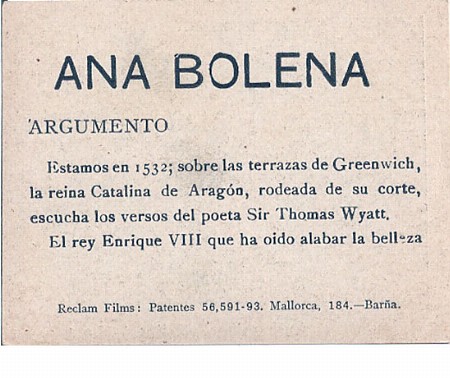 ANA BOLENA
ARGUMENTO
Estamos en 1532; sobre las terrazas de Greenwich,
la reina Catalina de Aragón, rodeada de su corte,
escucha los versos del poeta Sir Thomas Wyatt.
El rey Enrique VIII que ha oido alabar la belleza
Reclam Films: Patentes 56,591-93. Mallorca, 184.—Barña.